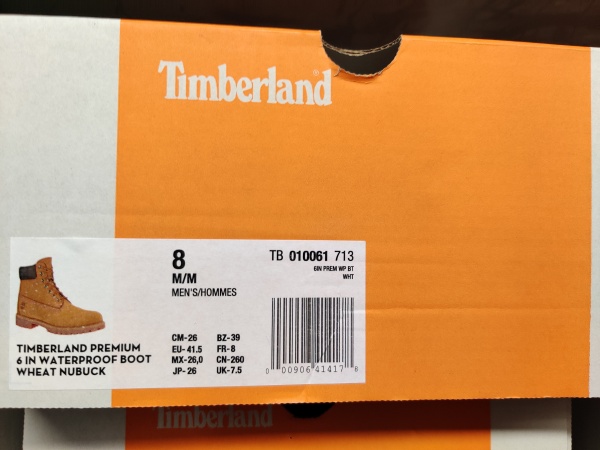 Timberland®
8
M/M
MEN'S/HOMMES
TB 010061 713
6IN PREM WP BT
WHT
CM-26 BZ-39
EU- 41.5 FR-8
MX-26,0 CN-260
JP- 26 UK-7.5
TIMBERLAND PREMIUM
6 IN WATERPROOF BOOT
WHEAT NUBUCK
0 00906 41417 8
Timberland